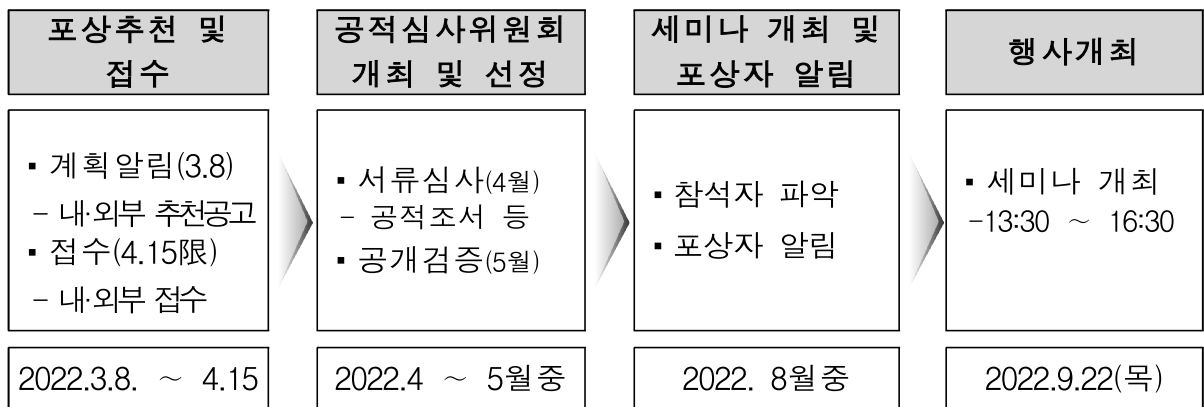 포상추천 및
접수
▪ 계획알림(3.8)
- 내·외부 추천공고
▪ 접수(4.15限)
- 내·외부 접수
2022.3.8. ~ 4.15
공적심사위원회
개최 및 선정
▪ 서류심사(4월)
- 공적조서 등
▪ 공개검증(5월)
2022.4 ~ 5월중
세미나 개최 및
포상자 알림
▪ 참석자 파악
▪ 포상자 알림
2022. 8월중
행사개최
▪ 세미나 개최
-13:30 ~ 16:30
2022.9.22(목)